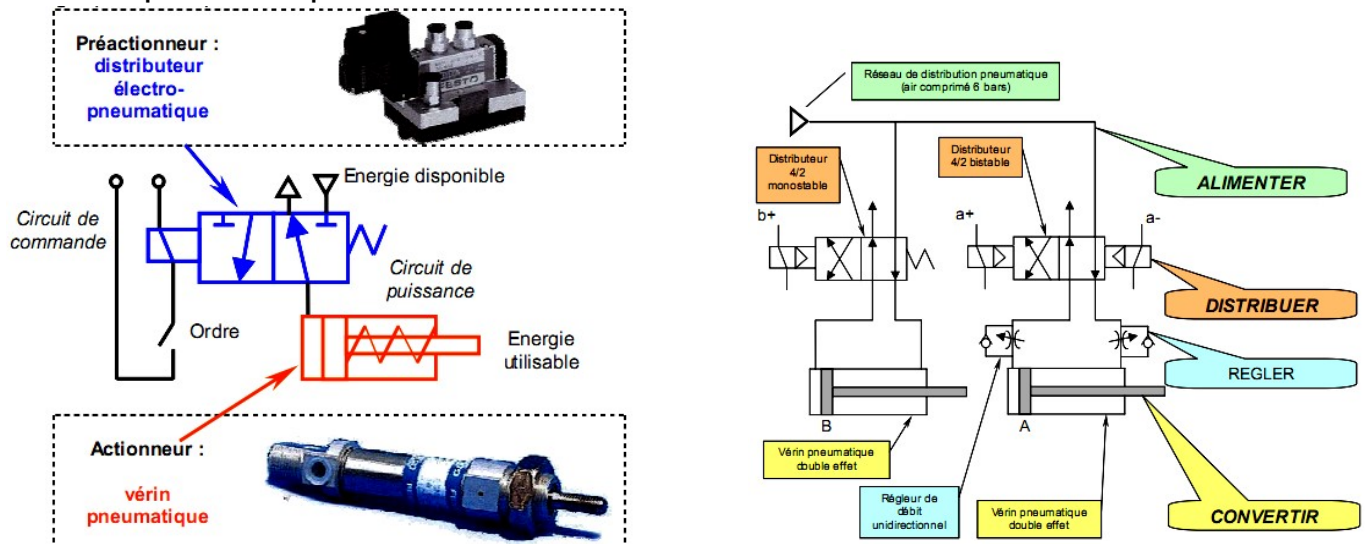 Préactionneur :
distributeur
électro-
pneumatique
FESTO
Energie disponible
Circuit de
commande
Circuit de
puissance
Ordre
Energie
utilisable
Actionneur :
vérin
pneumatique
Réseau de distribution pneumatique
(air comprimé 6 bars)
Distributeur
4/2
monostable
Distributeur
4/2 bistable
ALIMENTER
b+
a+
a-
DISTRIBUER
REGLER
B
A
Vérin pneumatique
double effet
Régleur de
débit
unidirectionnel
Vérin pneumatique
double effet
CONVERTIR